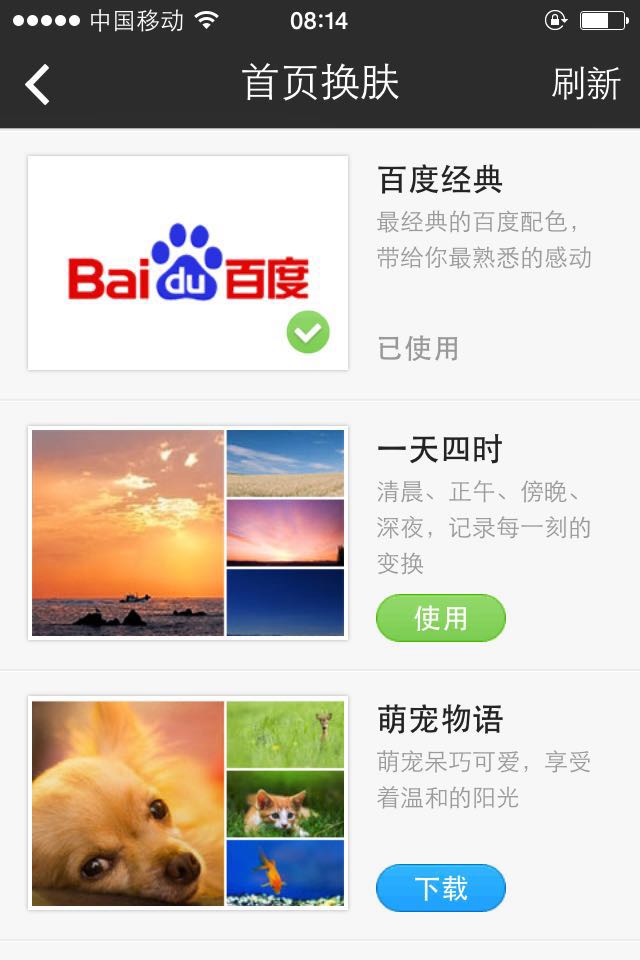 中国移动
08:14
首页换肤
刷新
Bai du 百度
百度经典
最经典的百度配色，
带给你最熟悉的感动
已使用
一天四时
清晨、正午、傍晚、
深夜，记录每一刻的
变换
使用
萌宠物语
萌宠呆巧可爱，享受
着温和的阳光
下载